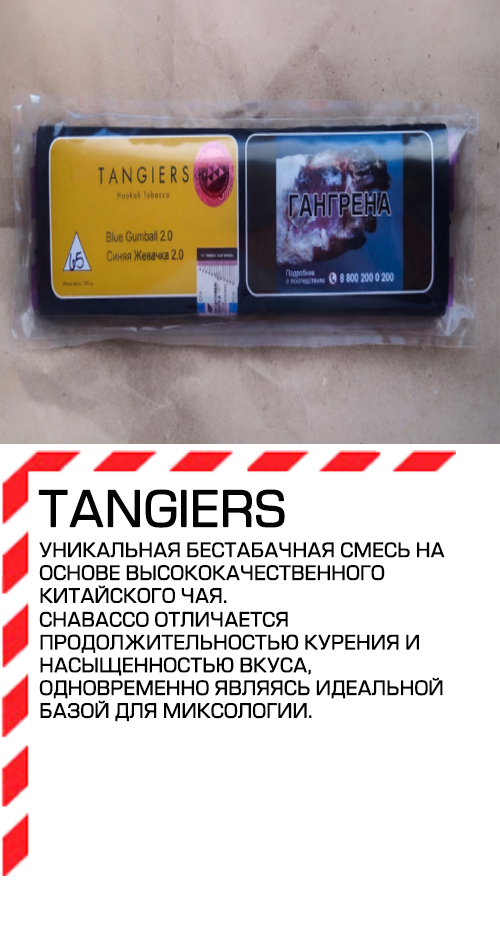 TANGIERS
Hookah Tobacco
Blue Gumball 2.0
Синяя Жевачка 2.0
65
ГАНГРЕНА
Подробнее
о последствиях 8 800 200 0 200
TANGIERS
УНИКАЛЬНАЯ БЕСТАБАЧНАЯ СМЕСЬ НА
ОСНОВЕ ВЫСОКОКАЧЕСТВЕННОГО
КИТАЙСКОГО ЧАЯ.
CHABACCO ОТЛИЧАЕТСЯ
ПРОДОЛЖИТЕЛЬНОСТЬЮ КУРЕНИЯ И
НАСЫЩЕННОСТЬЮ ВКУСА,
ОДНОВРЕМЕННО ЯВЛЯЯСЬ ИДЕАЛЬНОЙ
БАЗОЙ ДЛЯ МИКСОЛОГИИ.